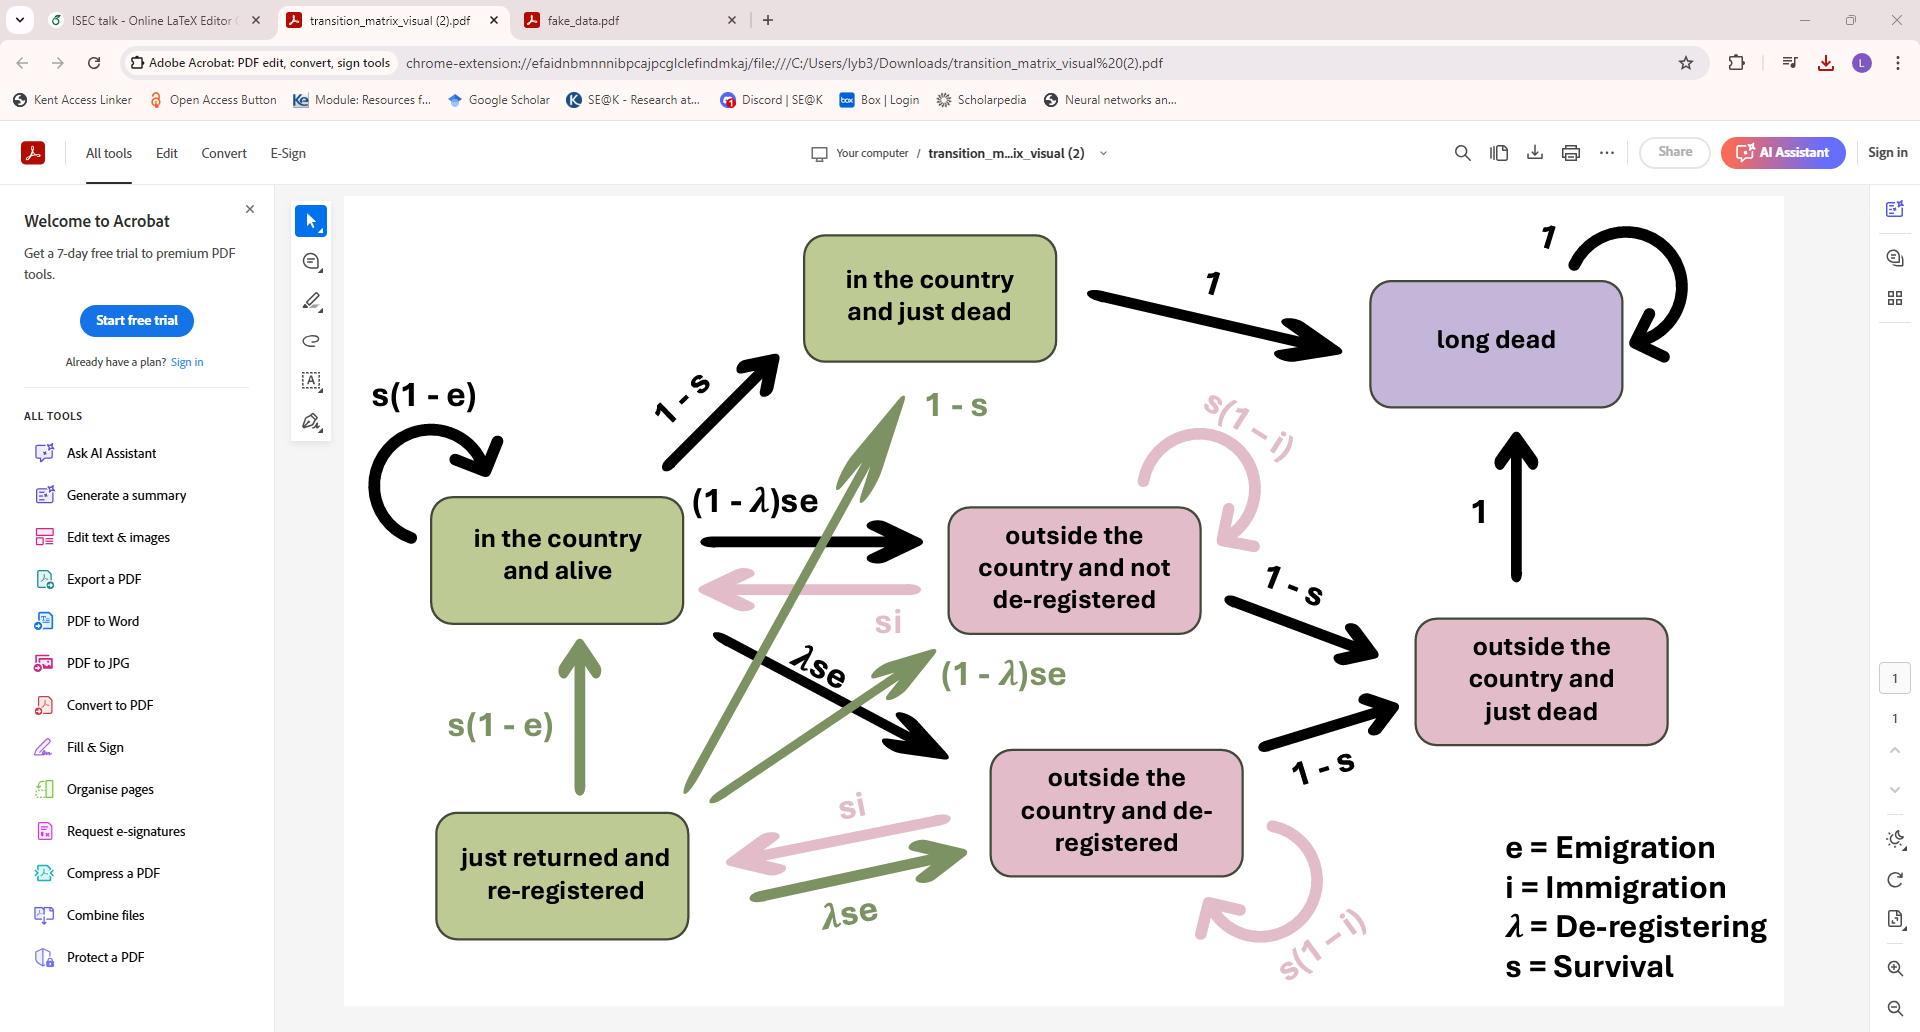 ISEC talk - Online LaTeX Editor
transition_matrix_visual (2).pdf
fake_data.pdf
Adobe Acrobat: PDF edit, convert, sign tools
chrome-extension://efaidnbmnnnibpcajpcglclefindmkaj/file:///C:/Users/lyb3/Downloads/transition_matrix_visual%20(2).pdf
L
Kent Access Linker
Open Access Button
Ke
Module: Resources f...
Google Scholar
K
SE@K - Research at...
Discord | SE@K
box
Box | Login
Scholarpedia
Neural networks an...
All tools
Edit
Convert
E-Sign
Your computer / transition_m...ix_visual (2)
Share
AI Assistant
Sign in
Welcome to Acrobat
Get a 7-day free trial to premium PDF
tools.
Start free trial
Already have a plan? Sign in
ALL TOOLS
Ask AI Assistant
Generate a summary
Edit text & images
Export a PDF
PDF to Word
PDF to JPG
Convert to PDF
Fill & Sign
Organise pages
Request e-signatures
Compress a PDF
Combine files
Protect a PDF
in the country
and just dead
1
1
long dead
s(1 - e)
1 - s
1 - s
s(1 – i)
in the country
and alive
(1 - λ)se
si
outside the
country and not
de-registered
1
1 - s
λse
(1 - λ)se
s(1 - e)
outside the
country and
just dead
1 - s
outside the
country and de-
registered
si
just returned and
re-registered
λse
s(1 – i)
e = Emigration
i = Immigration
λ = De-registering
s = Survival
1
1